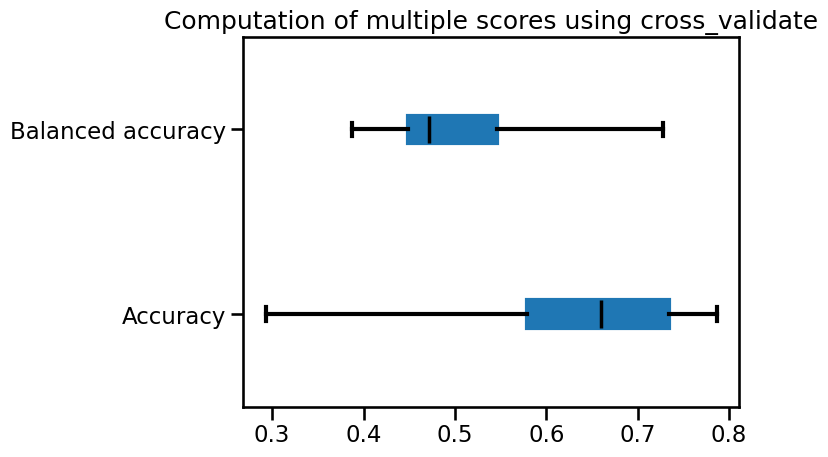 Computation of multiple scores using cross_validate
Balanced accuracy
Accuracy
0.3 0.4 0.5 0.6 0.7 0.8